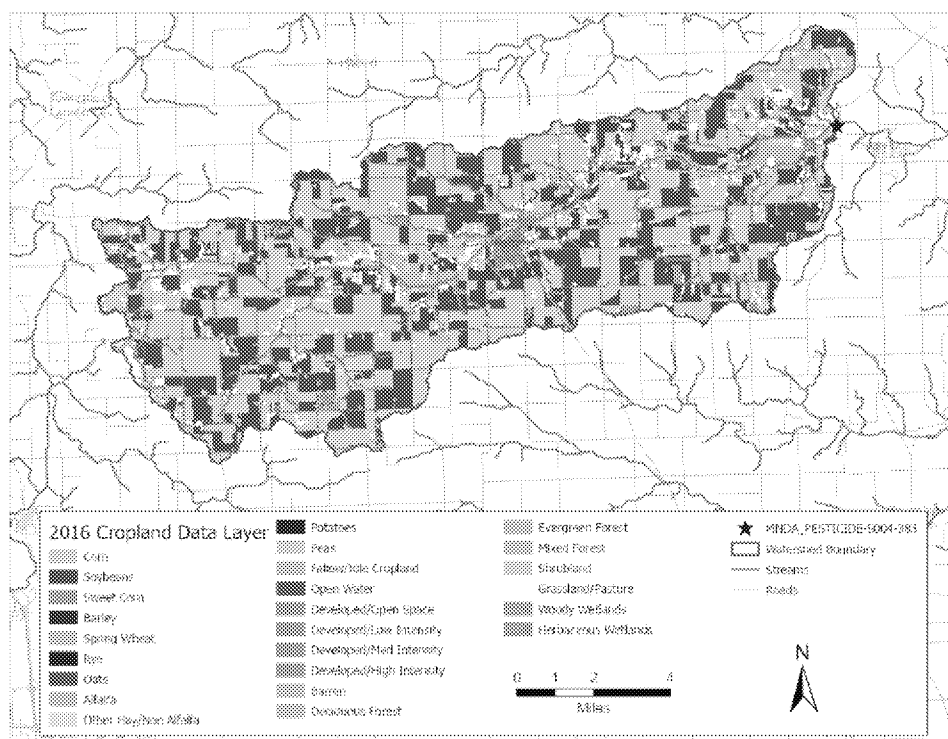 2016 Cropland Data Layer
Corn
Soybeans
Sweet Corn
Barley
Spring Wheat
Rye
Oats
Alfalfa
Other Hay/Non Alfalfa
Potatoes
Peas
Fallow/Idle Cropland
Open Water
Developed/Open Space
Developed/Low Intensity
Developed/Med Intensity
Developed/High Intensity
Barren
Deciduous Forest
Evergreen Forest
Mixed Forest
Shrubland
Grassland/Pasture
Woody Wetlands
Herbaceous Wetlands
MNDA_PESTICIDE-S004-383
Watershed Boundary
Streams
Roads
0 1 2 4
Miles
N